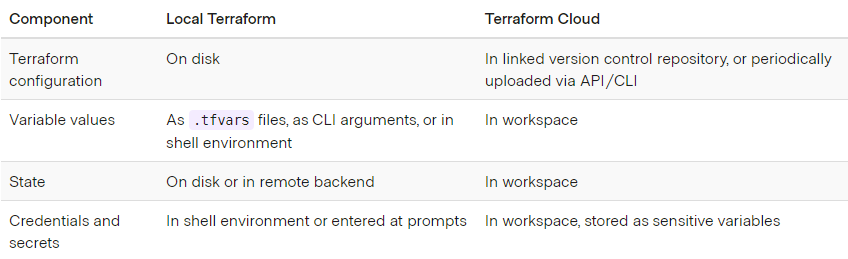 Component Local Terraform Terraform Cloud
Terraform configuration On disk In linked version control repository, or periodically uploaded via API/CLI
Variable values As .tfvars files, as CLI arguments, or in shell environment In workspace
State On disk or in remote backend In workspace
Credentials and secrets In shell environment or entered at prompts In workspace, stored as sensitive variables